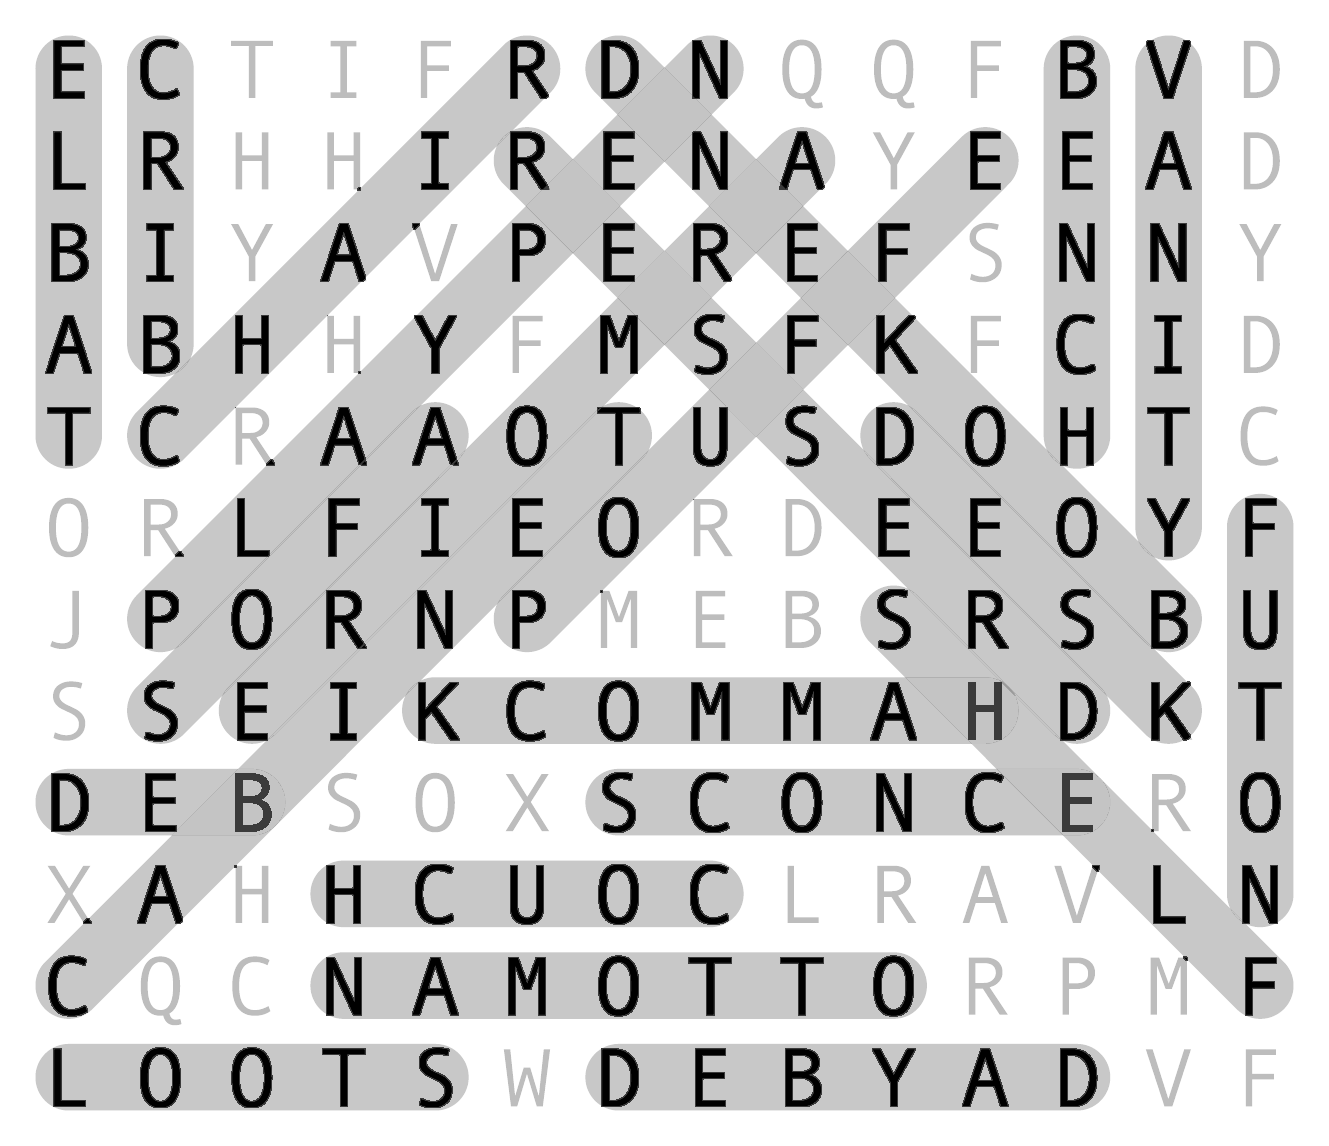 E C T I F R D N Q Q F B V D
L R H H I R E N A Y E E A D
B I Y A V P E R E F S N N Y
A B H H Y F M S F K F C I D
T C R A A O T U S D O H T C
O R L F I E O R D E E O Y F
J P O R N P M E B S R S B U
S S E I K C O M M A H D K T
D E B S O X S C O N C E R O
X A H H C U O C L R A V L N
C Q C N A M O T T O R P M F
L O O T S W D E B Y A D V F